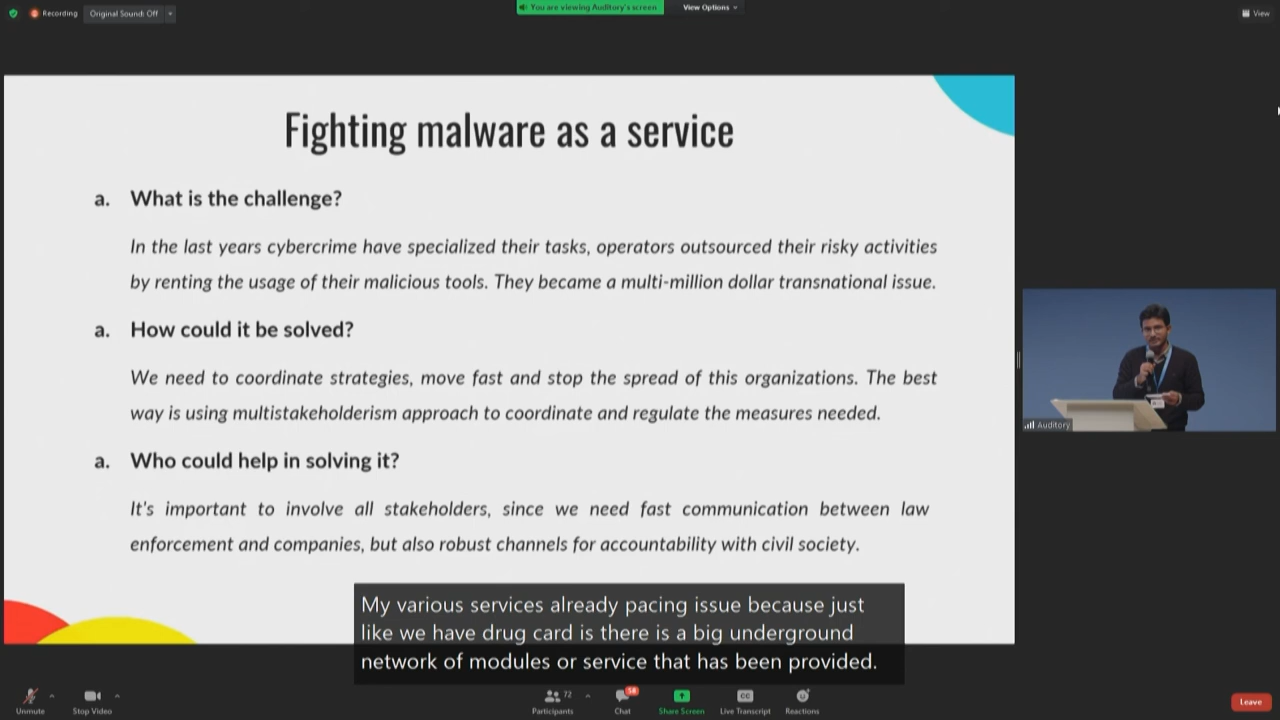 Recording
Original Sound: Off
You are viewing Auditory's screen
View Options
View
Fighting malware as a service
a. What is the challenge?
In the last years cybercrime have specialized their tasks, operators outsourced their risky activities
by renting the usage of their malicious tools. They became a multi-million dollar transnational issue.
a. How could it be solved?
We need to coordinate strategies, move fast and stop the spread of this organizations. The best
way is using multistakeholderism approach to coordinate and regulate the measures needed.
a. Who could help in solving it?
It's important to involve all stakeholders, since we need fast communication between law
enforcement and companies, but also robust channels for accountability with civil society.
Auditory
My various services already pacing issue because just
like we have drug card is there is a big underground
network of modules or service that has been provided.
Unmute
Stop Video
72
Participants
58
Chat
Share Screen
CC
Live Transcript
Reactions
Leave